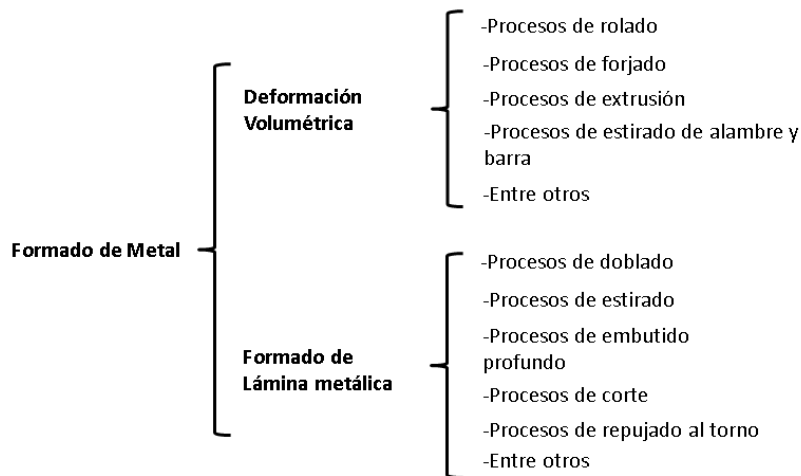 Formado de Metal
Deformación
Volumétrica
-Procesos de rolado
-Procesos de forjado
-Procesos de extrusión
-Procesos de estirado de alambre y
barra
-Entre otros
Formado de
Lámina metálica
-Procesos de doblado
-Procesos de estirado
-Procesos de embutido
profundo
-Procesos de corte
-Procesos de repujado al torno
-Entre otros